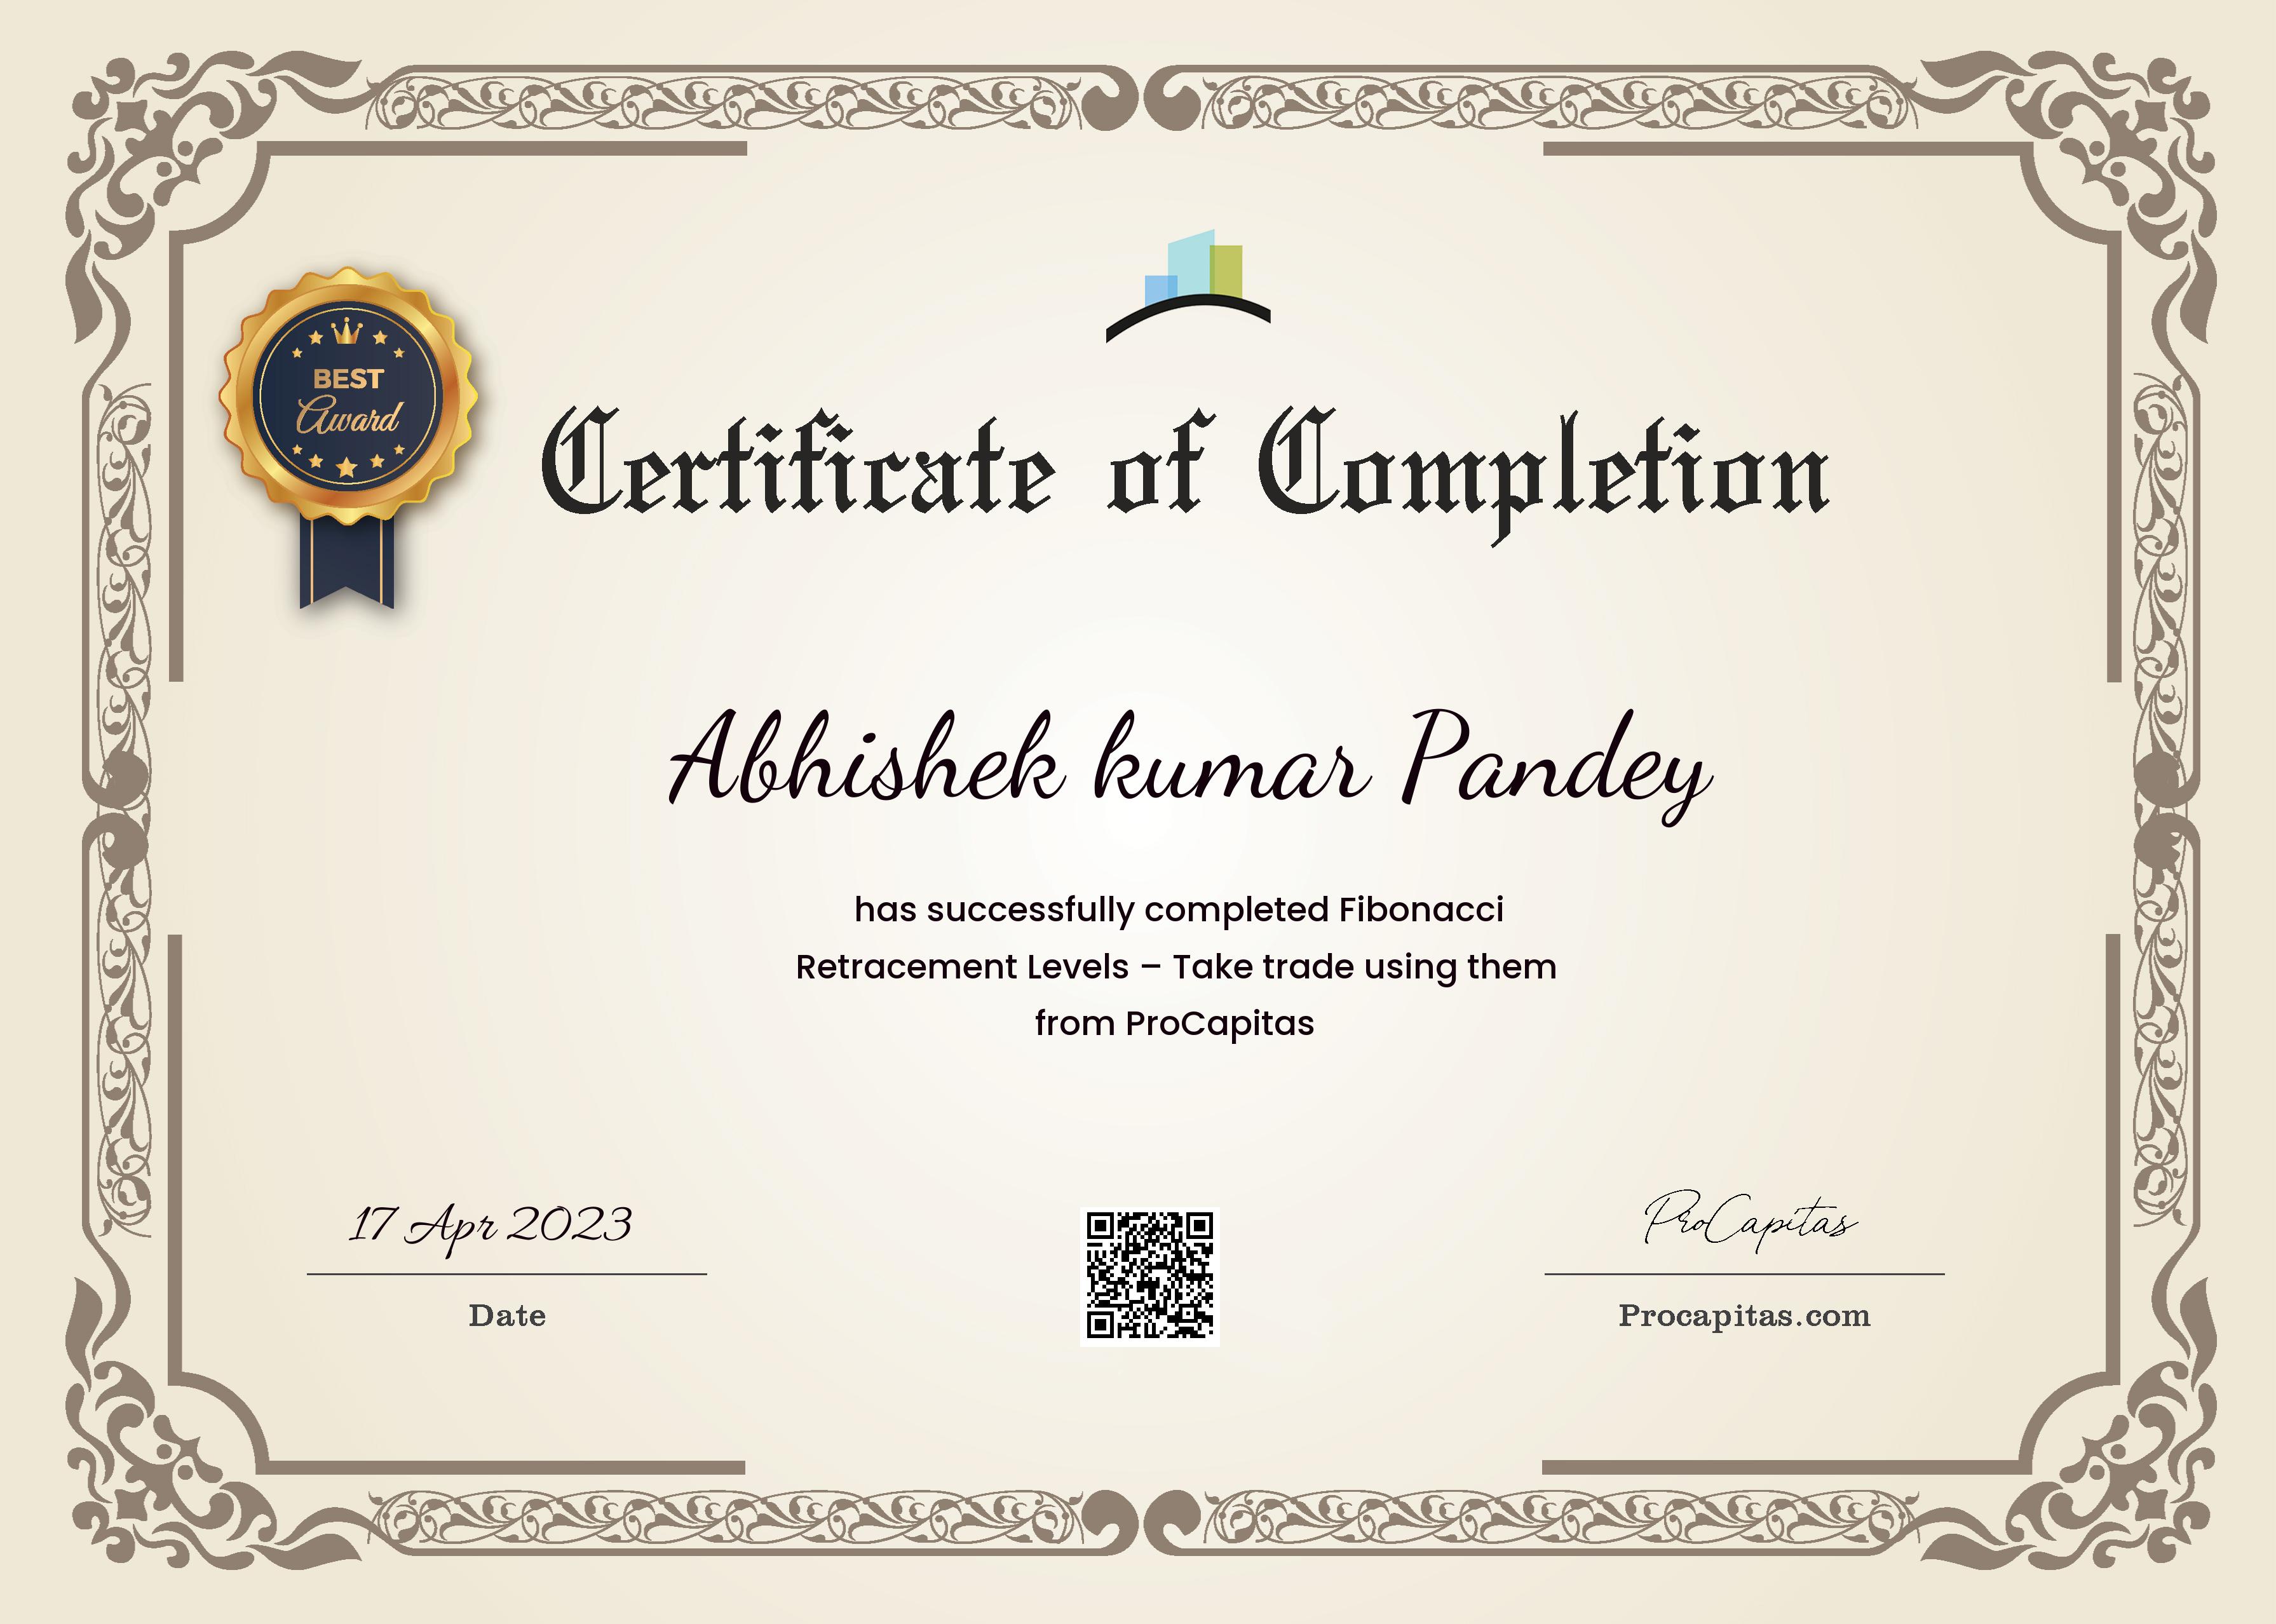 BEST
Award
Certificate of Completion
Abhishek kumar Pandey
has successfully completed Fibonacci
Retracement Levels – Take trade using them
from ProCapitas
17 Apr 2023
Date
ProCapitas
Procapitas.com